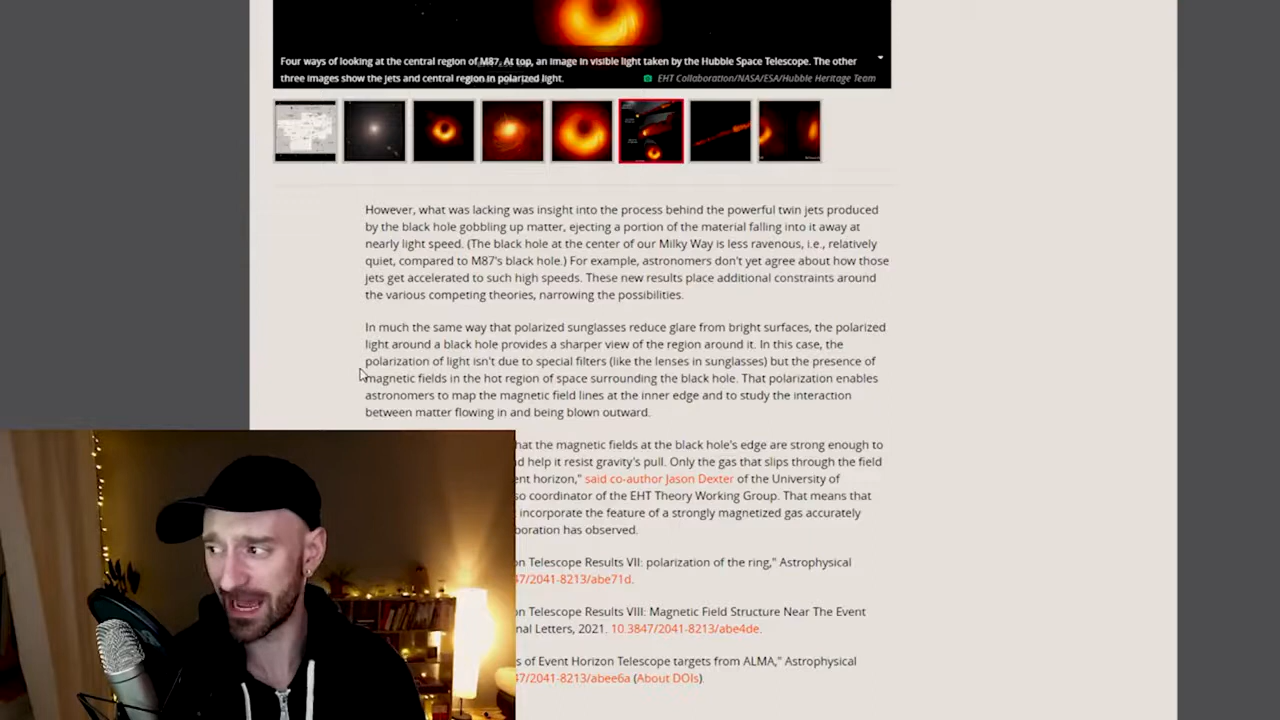 Four ways of looking at the central region of M87. At top, an image in visible light taken by the Hubble Space Telescope. The other
three images show the jets and central region in polarized light.
EHT Collaboration/NASA/ESA/Hubble Heritage Team
However, what was lacking was insight into the process behind the powerful twin jets produced
by the black hole gobbling up matter, ejecting a portion of the material falling into it away at
nearly light speed. (The black hole at the center of our Milky Way is less ravenous, i.e., relatively
quiet, compared to M87's black hole.) For example, astronomers don't yet agree about how those
jets get accelerated to such high speeds. These new results place additional constraints around
the various competing theories, narrowing the possibilities.
In much the same way that polarized sunglasses reduce glare from bright surfaces, the polarized
light around a black hole provides a sharper view of the region around it. In this case, the
polarization of light isn't due to special filters (like the lenses in sunglasses) but the presence of
magnetic fields in the hot region of space surrounding the black hole. That polarization enables
astronomers to map the magnetic field lines at the inner edge and to study the interaction
between matter flowing in and being blown outward.
hat the magnetic fields at the black hole's edge are strong enough to
d help it resist gravity's pull. Only the gas that slips through the field
ent horizon," said co-author Jason Dexter of the University of
so coordinator of the EHT Theory Working Group. That means that
incorporate the feature of a strongly magnetized gas accurately
boration has observed.
on Telescope Results VII: polarization of the ring," Astrophysical
47/2041-8213/abe71d.
on Telescope Results VIII: Magnetic Field Structure Near The Event
nal Letters, 2021. 10.3847/2041-8213/abe4de.
s of Event Horizon Telescope targets from ALMA," Astrophysical
47/2041-8213/abee6a (About DOIs).